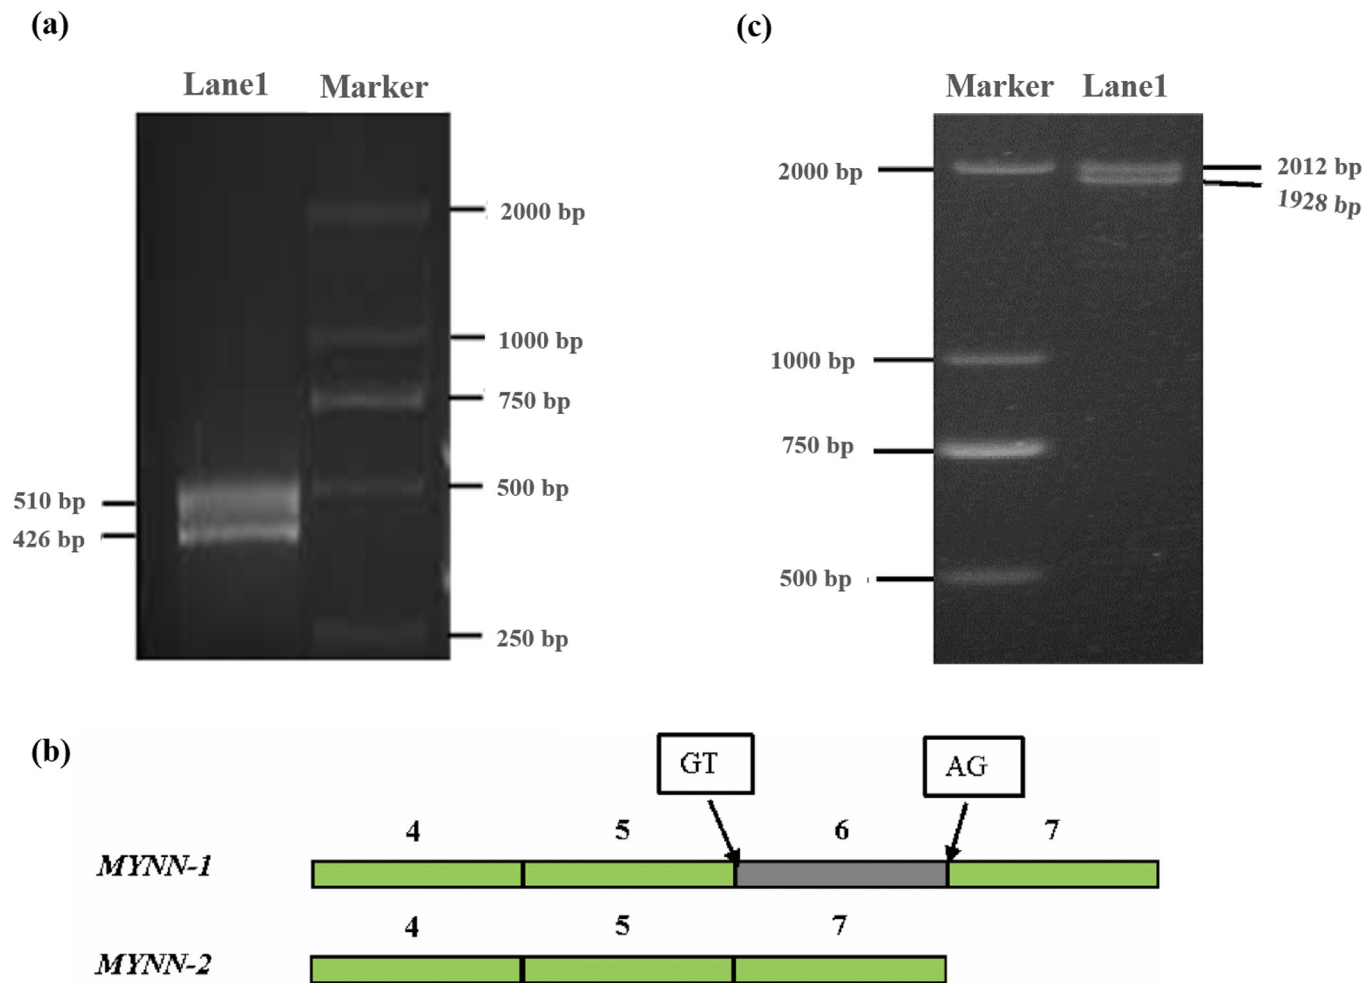 (a)
Lane1 Marker
2000 bp
1000 bp
750 bp
500 bp
250 bp
510 bp
426 bp
(c)
Marker Lane1
2000 bp
1000 bp
750 bp
500 bp
2012 bp
1928 bp
(b)
GT AG
4 5 6 7
MYNN-1
4 5 7
MYNN-2